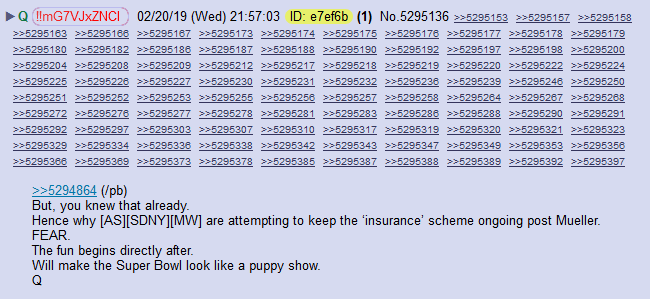 ▶ Q !!mG7VJxZNCI 02/20/19 (Wed) 21:57:03 ID: e7ef6b (1) No.5295136 >>5295153 >>5295157 >>5295158
>>5295163 >>5295166 >>5295167 >>5295173 >>5295174 >>5295175 >>5295176 >>5295177 >>5295178 >>5295179
>>5295180 >>5295182 >>5295186 >>5295187 >>5295188 >>5295190 >>5295192 >>5295197 >>5295198 >>5295200
>>5295204 >>5295208 >>5295209 >>5295212 >>5295217 >>5295218 >>5295219 >>5295220 >>5295222 >>5295224
>>5295225 >>5295226 >>5295227 >>5295230 >>5295231 >>5295232 >>5295236 >>5295239 >>5295246 >>5295250
>>5295251 >>5295252 >>5295253 >>5295255 >>5295256 >>5295257 >>5295258 >>5295264 >>5295267 >>5295268
>>5295272 >>5295276 >>5295277 >>5295278 >>5295281 >>5295283 >>5295286 >>5295288 >>5295290 >>5295291
>>5295292 >>5295297 >>5295303 >>5295307 >>5295310 >>5295317 >>5295319 >>5295320 >>5295321 >>5295323
>>5295329 >>5295334 >>5295336 >>5295338 >>5295342 >>5295343 >>5295347 >>5295349 >>5295353 >>5295356
>>5295366 >>5295369 >>5295373 >>5295378 >>5295385 >>5295387 >>5295388 >>5295389 >>5295392 >>5295397
>>5294864 (/pb)
But, you knew that already.
Hence why [AS][SDNY][MW] are attempting to keep the ‘insurance’ scheme ongoing post Mueller.
FEAR.
The fun begins directly after.
Will make the Super Bowl look like a puppy show.
Q